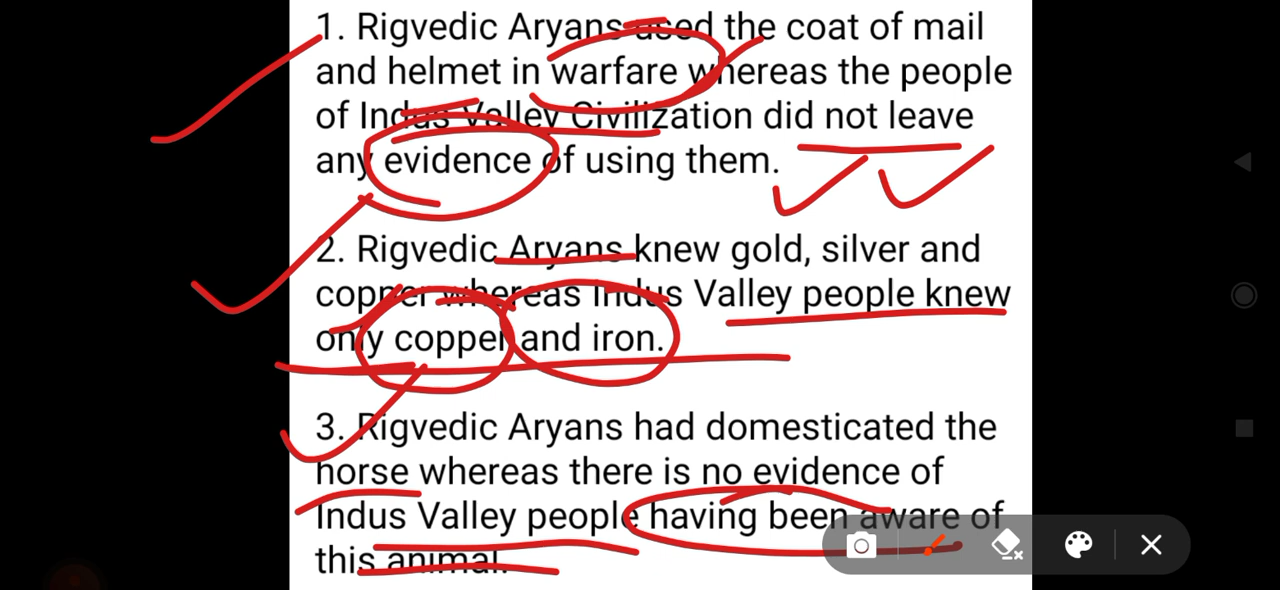 1. Rigvedic Aryans used the coat of mail
and helmet in warfare whereas the people
of Indus Valley Civilization did not leave
any evidence of using them.
2. Rigvedic Aryans knew gold, silver and
copper whereas Indus Valley people knew
only copper and iron.
3. Rigvedic Aryans had domesticated the
horse whereas there is no evidence of
Indus Valley people having been aware of
this animal.